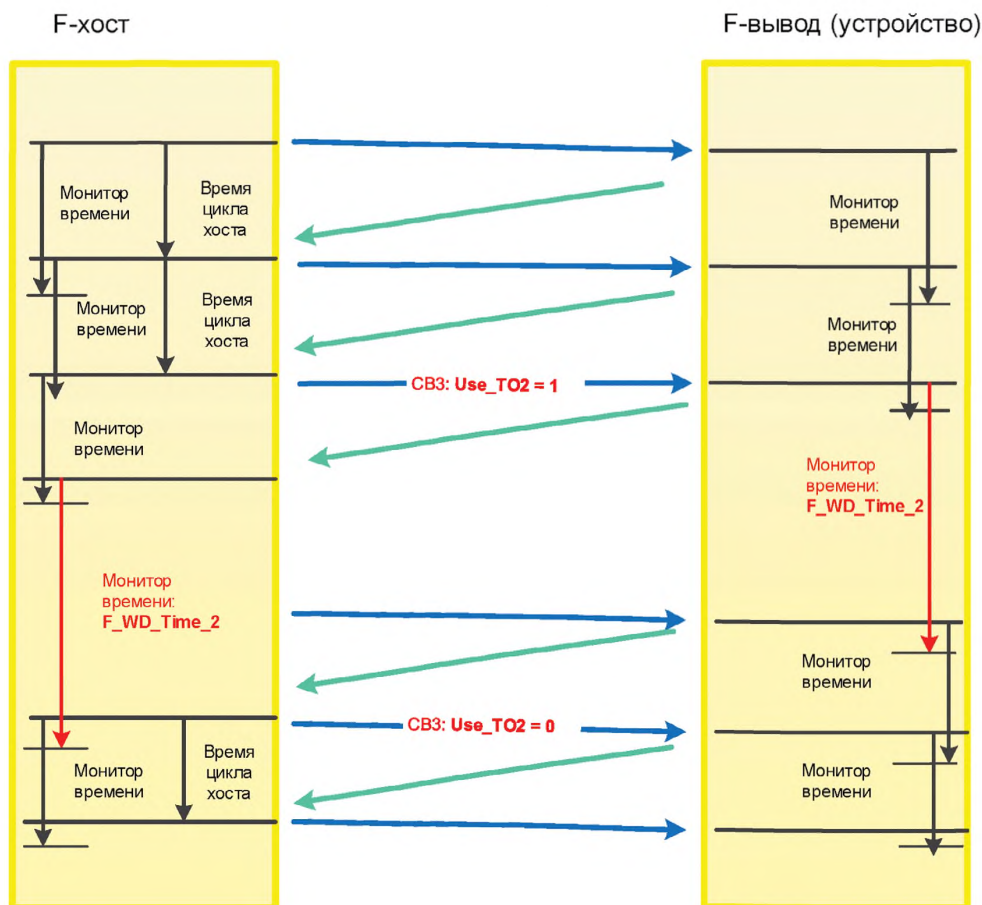 F-хост
F-вывод (устройство)
Монитор
времени
Время
цикла
хоста
Монитор
времени
Монитор
времени
Время
цикла
хоста
Монитор
времени
СВ3: Use_TO2 = 1
Монитор
времени
Монитор
времени:
F_WD_Time_2
Монитор
времени:
F_WD_Time_2
Монитор
времени
СВ3: Use_TO2 = 0
Монитор
времени
Время
цикла
хоста
Монитор
времени